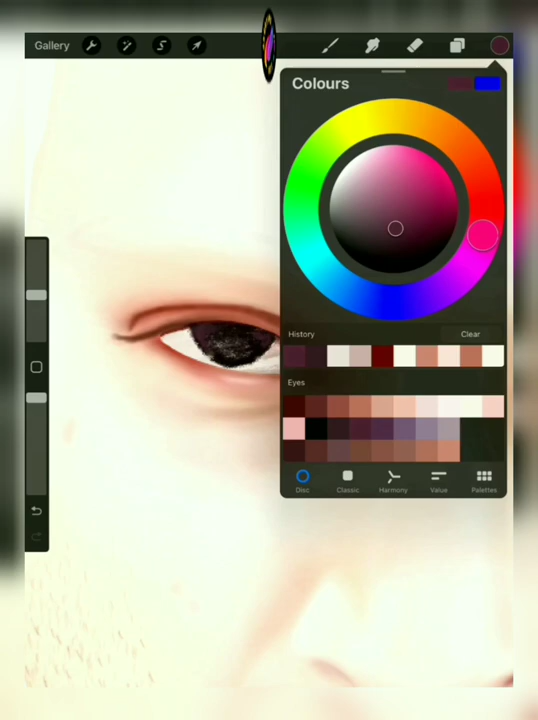 Gallery
Colours
History
Clear
Eyes
Disc
Classic
Harmony
Value
Palettes